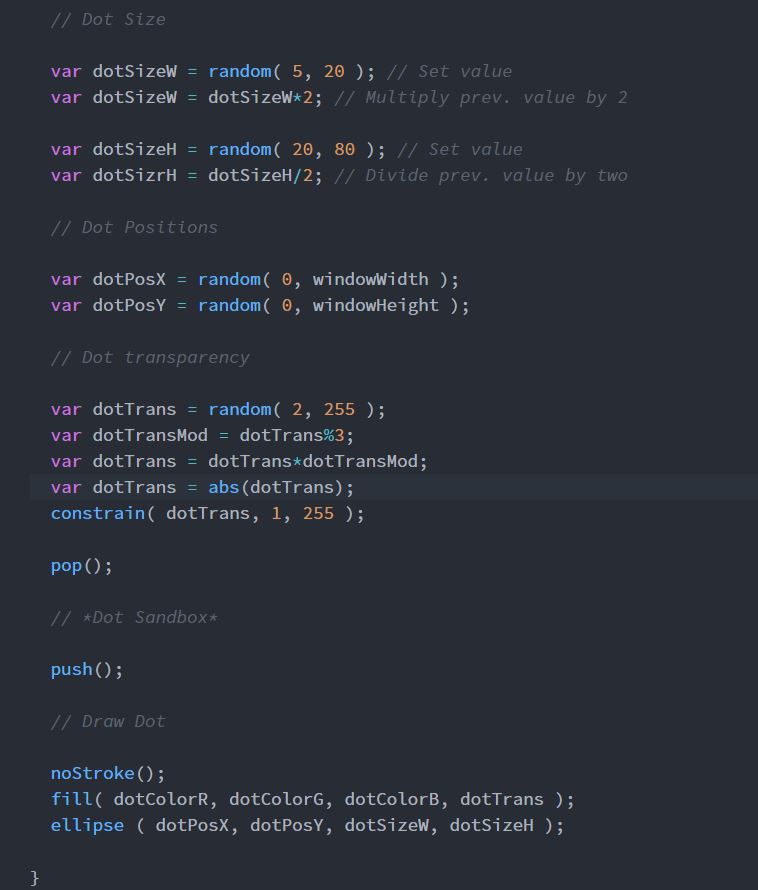 // Dot Size
var dotSizeW = random( 5, 20 ); // Set value
var dotSizeW = dotSizeW*2; // Multiply prev. value by 2
var dotSizeH = random( 20, 80 ); // Set value
var dotSizrH = dotSizeH/2; // Divide prev. value by two
// Dot Positions
var dotPosX = random( 0, windowWidth );
var dotPosY = random( 0, windowHeight );
// Dot transparency
var dotTrans = random( 2, 255 );
var dotTransMod = dotTrans%3;
var dotTrans = dotTrans*dotTransMod;
var dotTrans = abs(dotTrans);
constrain( dotTrans, 1, 255 );
pop();
// *Dot Sandbox*
push();
// Draw Dot
noStroke();
fill( dotColorR, dotColorG, dotColorB, dotTrans );
ellipse ( dotPosX, dotPosY, dotSizeW, dotSizeH );
}